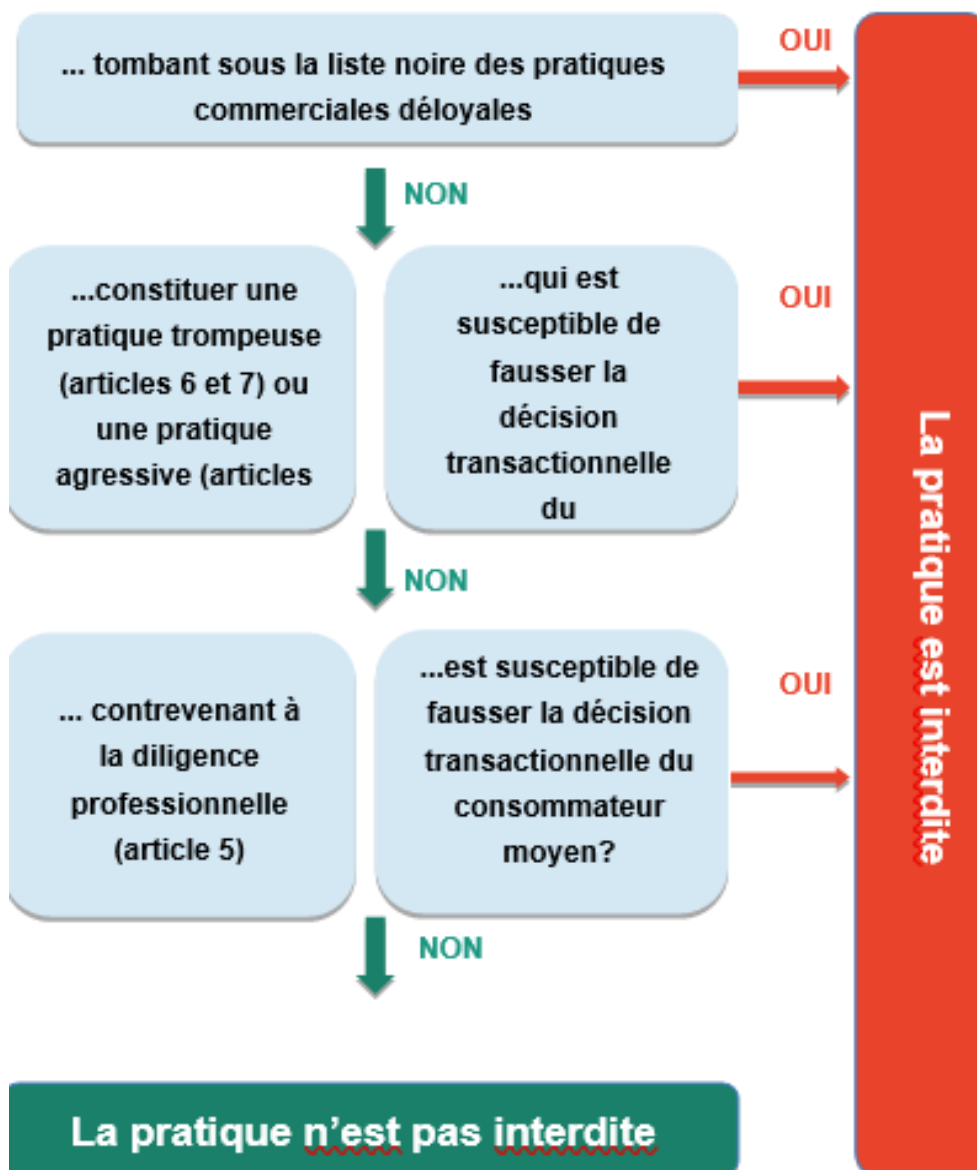 ... tombant sous la liste noire des pratiques
commerciales déloyales
OUI
NON
...constituer une
pratique trompeuse
(articles 6 et 7) ou
une pratique
agressive (articles
...qui est
susceptible de
fausser la
décision
transactionnelle
du
OUI
NON
... contrevenant à
la diligence
professionnelle
(article 5)
...est susceptible de
fausser la décision
transactionnelle du
consommateur
moyen?
OUI
NON
La pratique n'est pas interdite
La pratique est interdite